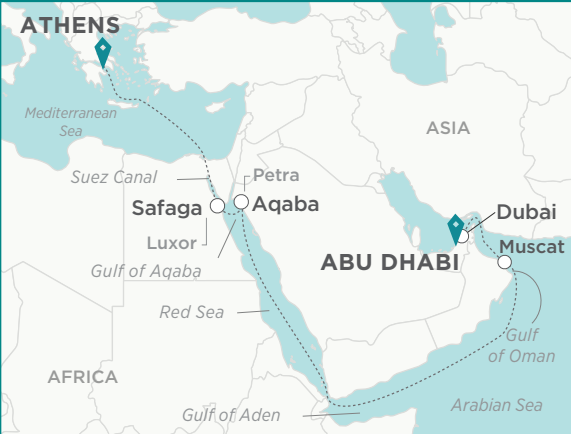 ATHENS
Mediterranean
Sea
ASIA
Suez Canal
Petra
Safaga
Aqaba
Luxor
Dubai
Muscat
ABU DHABI
Gulf of Aqaba
Red Sea
Gulf
of Oman
AFRICA
Arabian Sea
Gulf of Aden